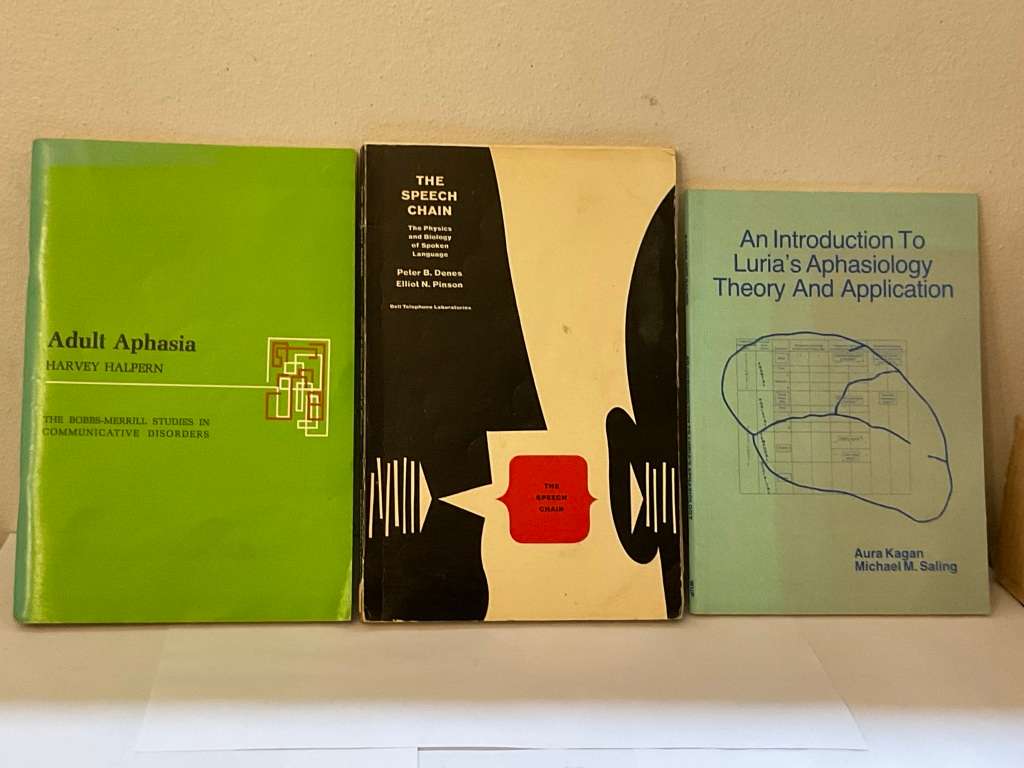 Adult Aphasia
HARVEY HALPERN
THE BOBBS-MERRILL STUDIES IN
COMMUNICATIVE DISORDERS
THE
SPEECH
CHAIN
The Physics
and Biology
of Spoken
Language
Peter B. Denes
Elliot N. Pinson
Bell Telephone Laboratories
THE
SPEECH
CHAIN
An Introduction To
Luria's Aphasiology
Theory And Application
Aura Kagan
Michael M. Saling